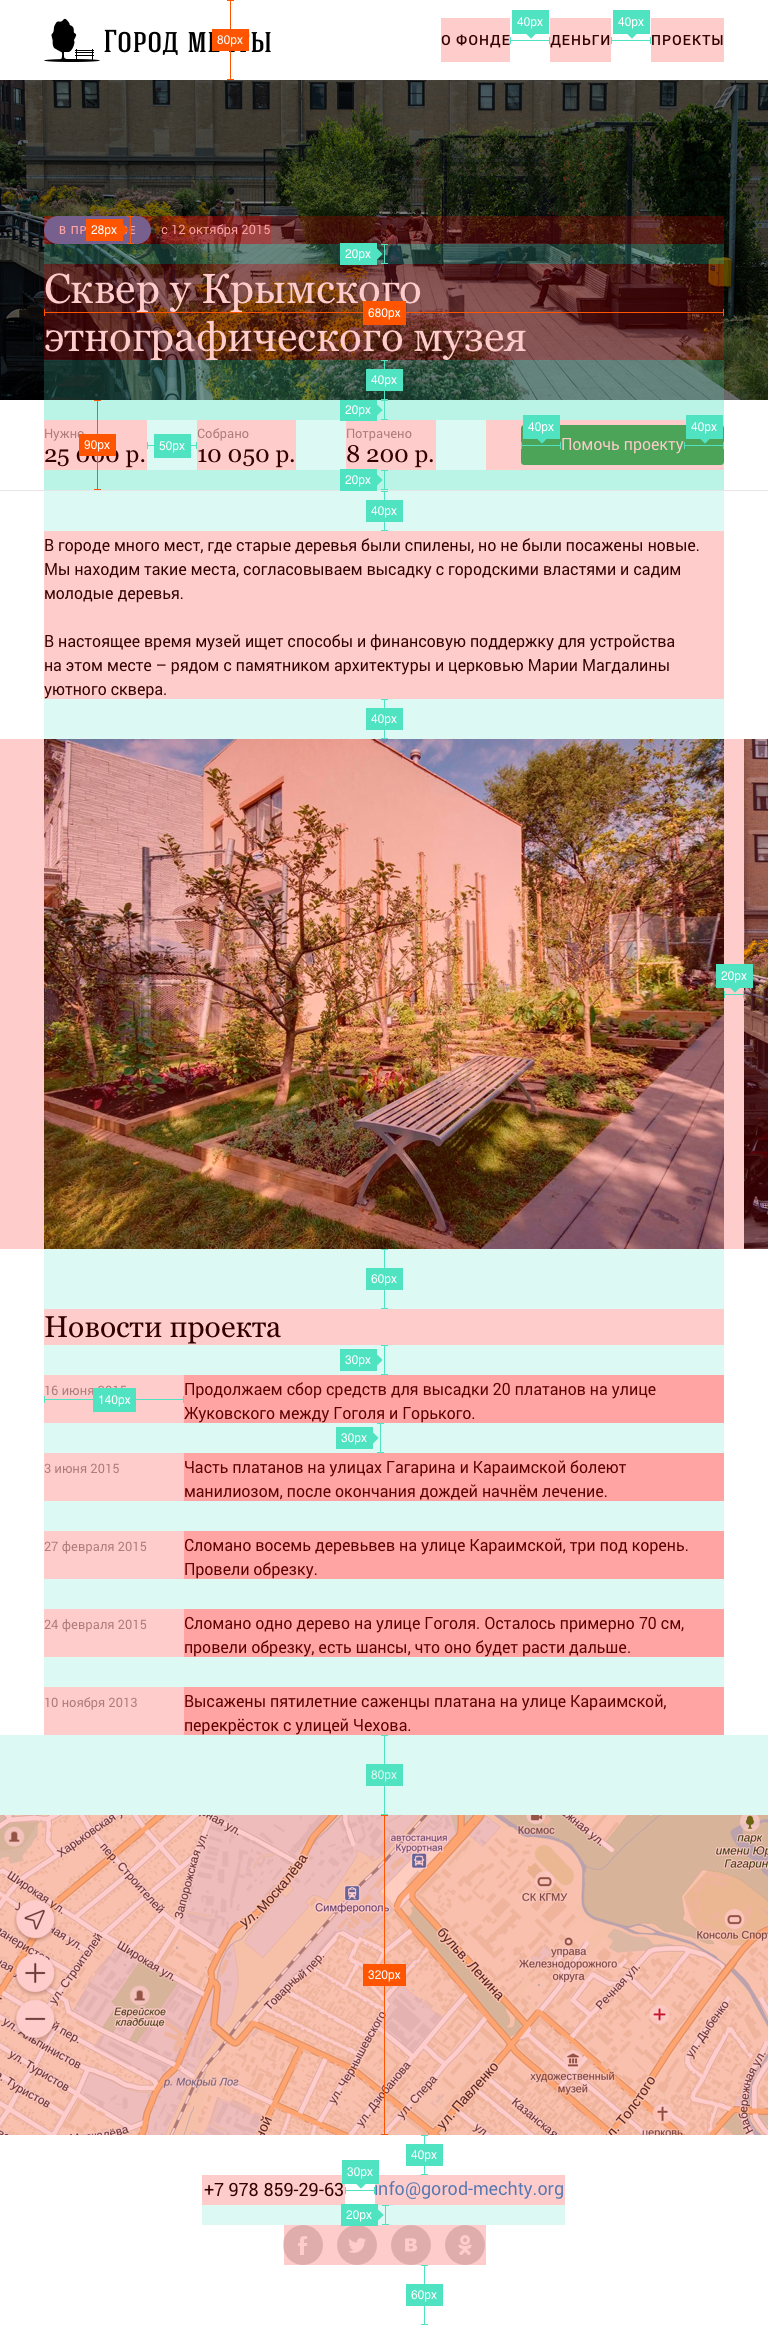 Город мечты
80px
О ФОНДЕ
40px
ДЕНЬГИ
40px
ПРОЕКТЫ
28px
с 12 октября 2015
20px
Сквер у Крымского
680px
этнографического музея
40px
20px
Нужно
Собрано
Потрачено
90px
50px
25 000 р.
10 050 р.
8 200 р.
40px
Помочь проекту
40px
20px
40px
В городе много мест, где старые деревья были спилены, но не были посажены новые.
Мы находим такие места, согласовываем высадку с городскими властями и садим
молодые деревья.
В настоящее время музей ищет способы и финансовую поддержку для устройства
на этом месте – рядом с памятником архитектуры и церковью Марии Магдалины
уютного сквера.
40px
20px
60px
Новости проекта
30px
16 июня 2015
140px
Продолжаем сбор средств для высадки 20 платанов на улице
Жуковского между Гоголя и Горького.
30px
3 июня 2015
Часть платанов на улицах Гагарина и Караимской болеют
манилиозом, после окончания дождей начнём лечение.
27 февраля 2015
Сломано восемь деревьвев на улице Караимской, три под корень.
Провели обрезку.
24 февраля 2015
Сломано одно дерево на улице Гоголя. Осталось примерно 70 см,
провели обрезку, есть шансы, что оно будет расти дальше.
10 ноября 2013
Высажены пятилетние саженцы платана на улице Караимской,
перекрёсток с улицей Чехова.
80px
Харьковская
пер. Строителей
Запорожская ул.
ул. Москалёва
автостанция
Курортная
Космос
парк
имени Юр
Гагарин
Симферополь
СК КГМУ
Консоль Спор
Широкая ул.
Широкая ул.
ул. Строителей
Товарный пер.
бульв. Ленина
управа
Железнодорожного
округа
Речная ул.
320px
Еврейское
кладбище
ул. Туристов
ул. Туристов
р. Мокрый Лог
ул. Чернышевского
ул. Дзюбанова
ул. Спера
ул. Павленко
художественный
музей
Казанская
ул. Толстого
ул. Дыбенко
Набережная ул.
церковь
40px
30px
+7 978 859-29-63
info@gorod-mechty.org
20px
60px